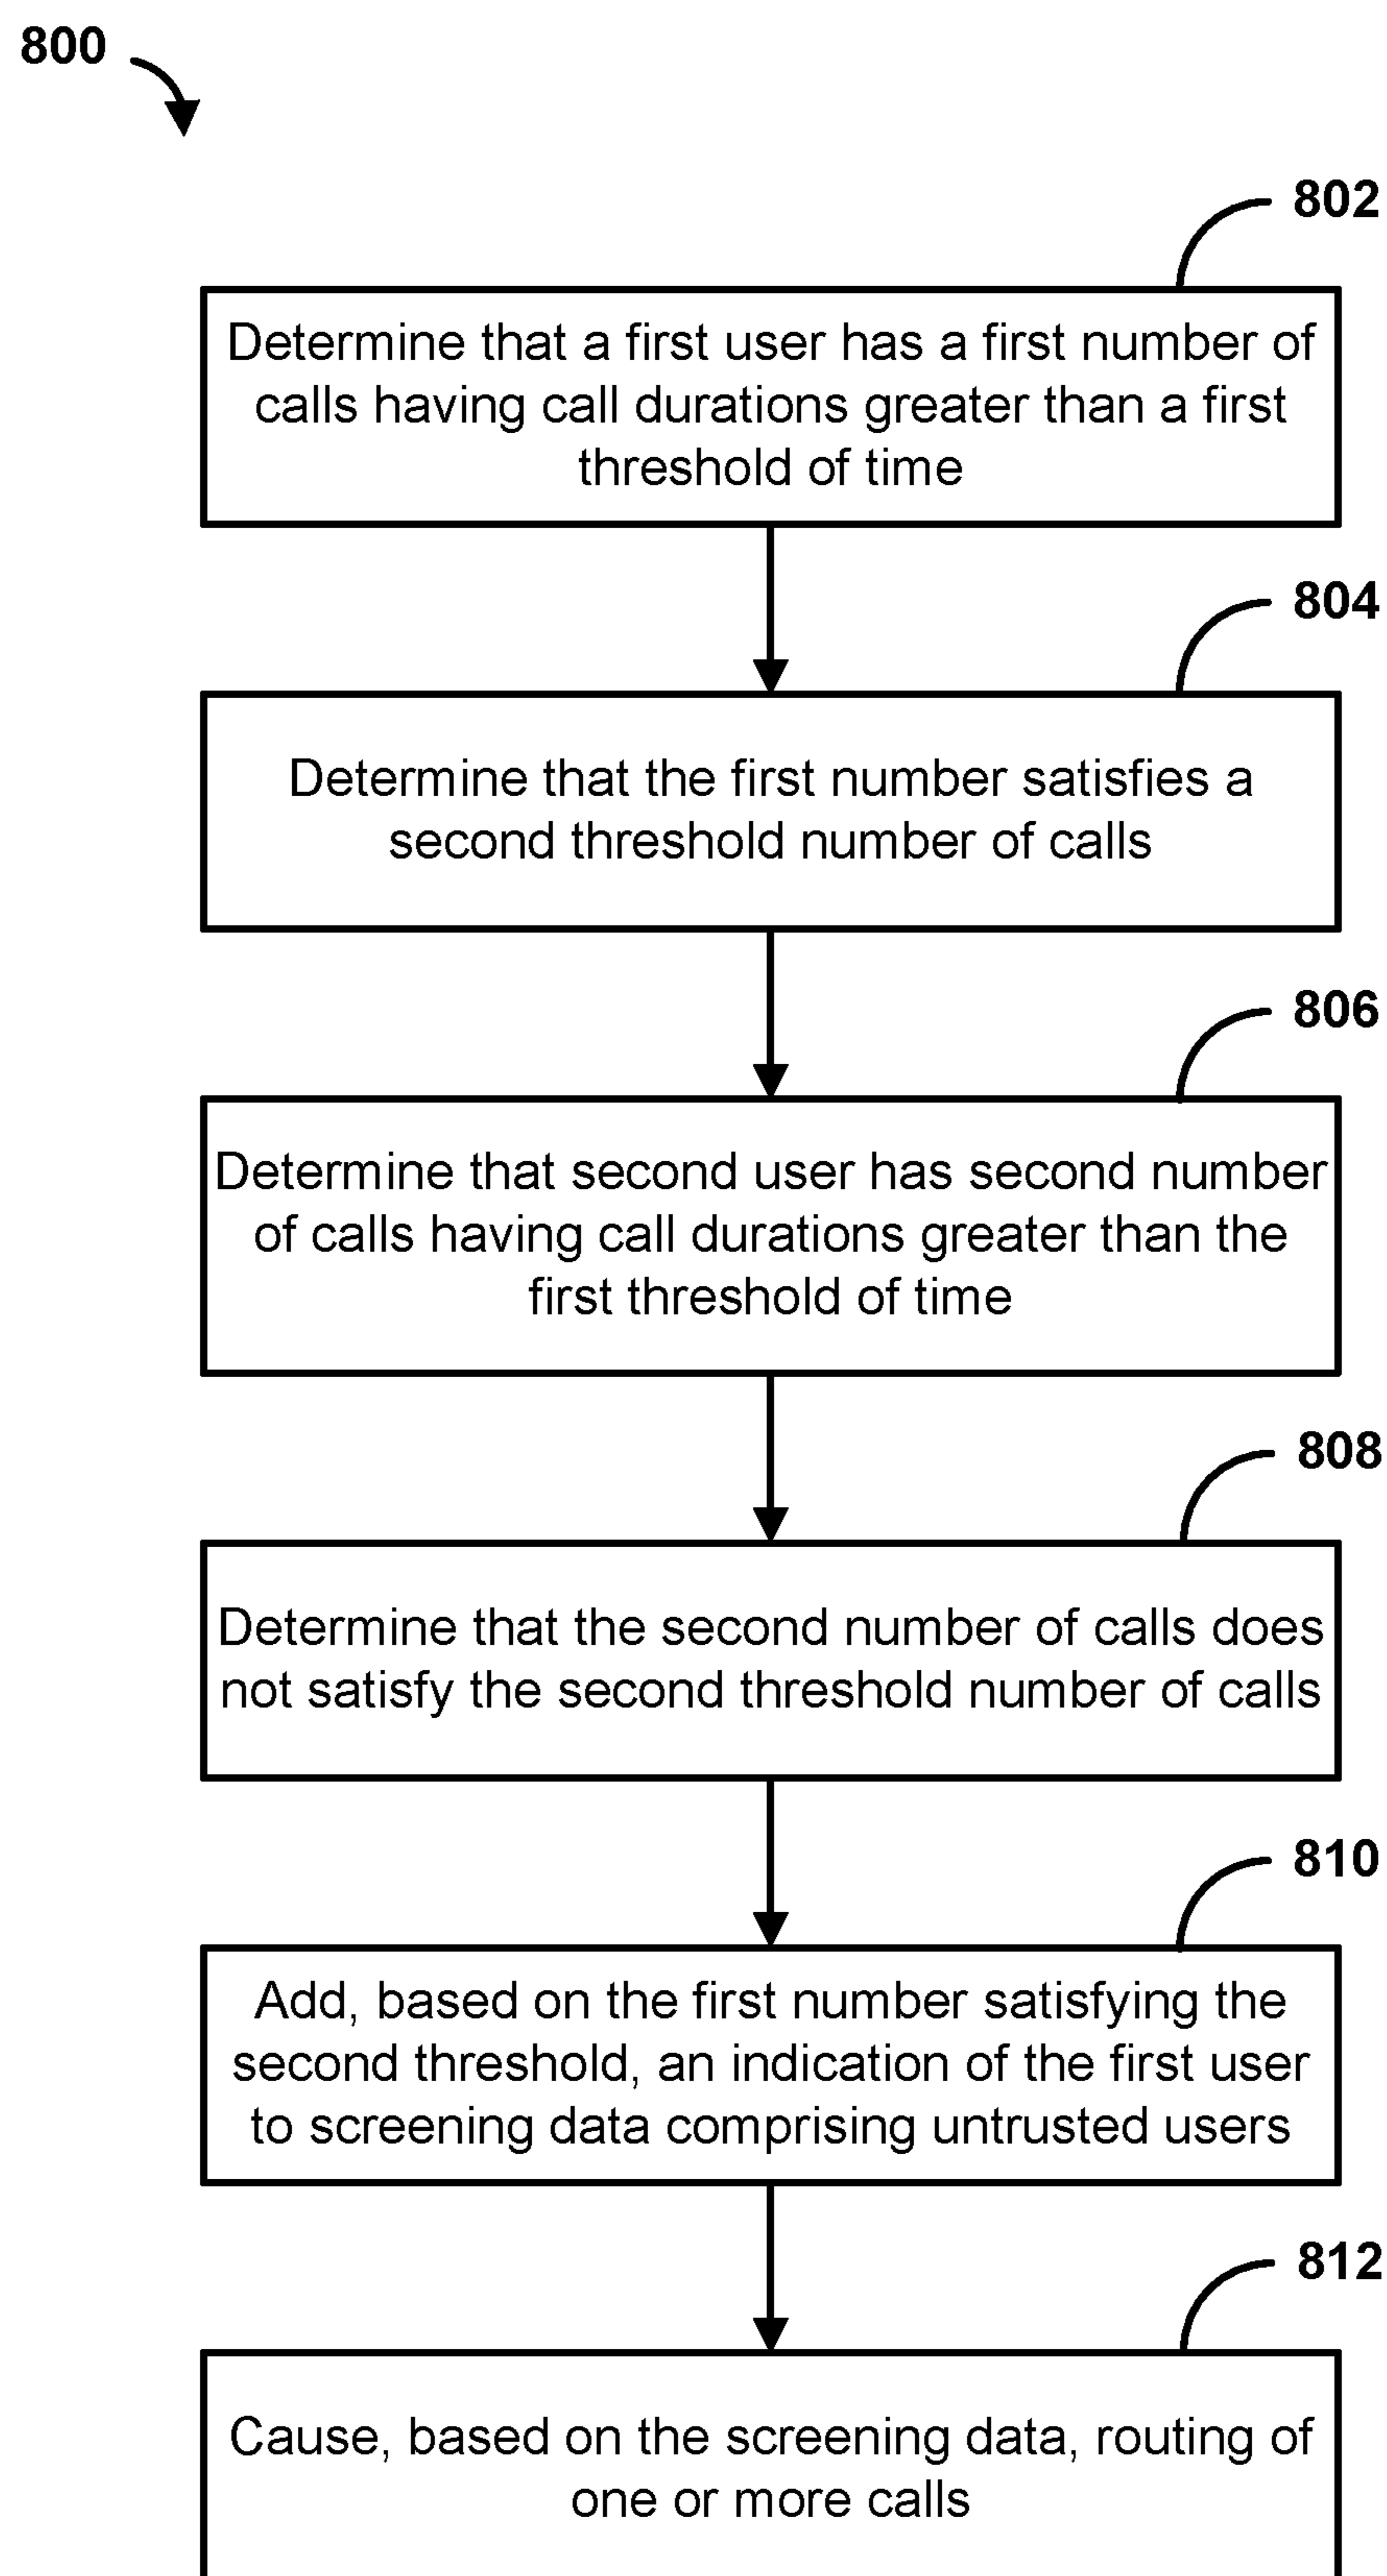 800
802
Determine that a first user has a first number of
calls having call durations greater than a first
threshold of time
804
Determine that the first number satisfies a
second threshold number of calls
806
Determine that second user has second number
of calls having call durations greater than the
first threshold of time
808
Determine that the second number of calls does
not satisfy the second threshold number of calls
810
Add, based on the first number satisfying the
second threshold, an indication of the first user
to screening data comprising untrusted users
812
Cause, based on the screening data, routing of
one or more calls